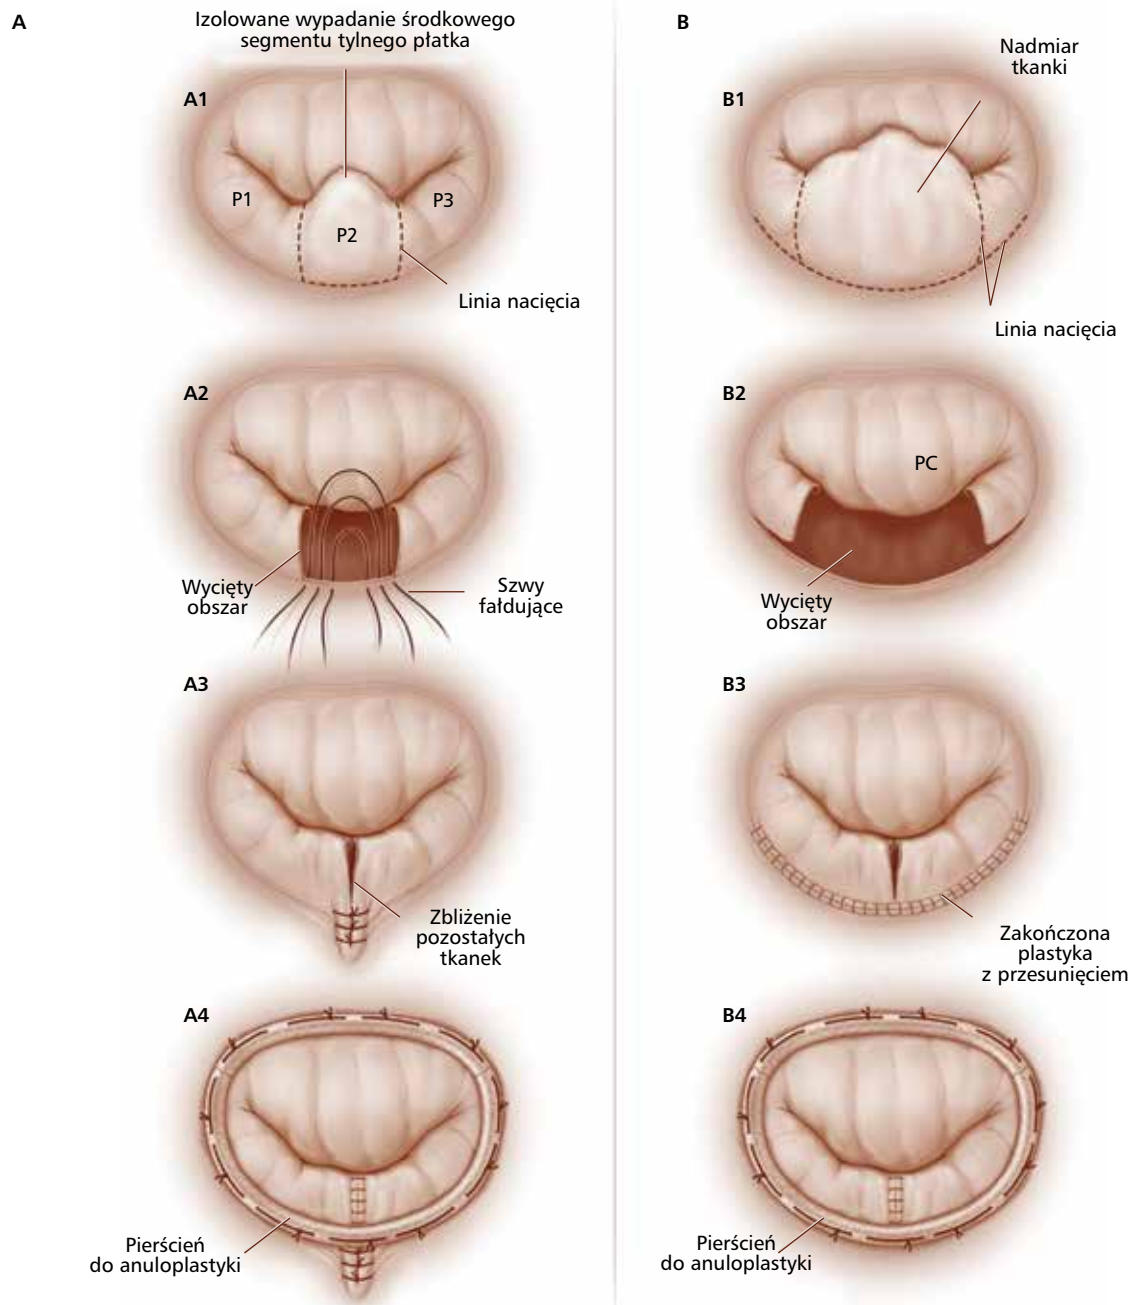 A
Izolowane wypadanie środkowego
segmentu tylnego płatka
A1
P1
P2
P3
Linia nacięcia
A2
Wycięty
obszar
Szwy
fałdujące
A3
Zbliżenie
pozostałych
tkanek
A4
Pierścień
do anuloplastyki
B
Nadmiar
tkanki
B1
Linia nacięcia
B2
PC
Wycięty
obszar
B3
Zakończona
plastyka
z przesunięciem
B4
Pierścień
do anuloplastyki